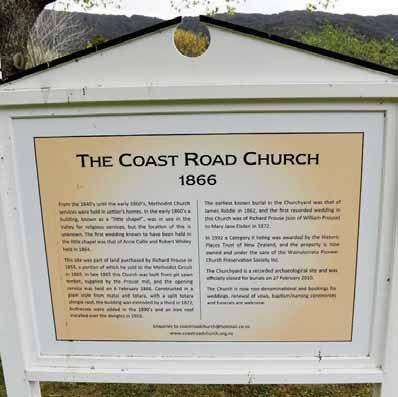 THE COAST ROAD CHURCH
1866
From the 1840's until the early 1860's, Methodist Church
services were held in settler's homes. In the early 1860's a
building, known as a "little chapel", was in use in the
Valley for religious services, but the location of this is
unknown. The first wedding known to have been held in
the little chapel was that of Anne Collis and Robert Whiley
held in 1864.
This site was part of land purchased by Richard Prouse in
1859, a portion of which he sold to the Methodist Circuit
in 1865. In late 1865 this Church was built from pit sawn
timber, supplied by the Prouse mill, and the opening
service was held on 6 February 1866. Constructed in a
plain style from matai and totara, with a split totara
shingle roof, the building was extended by a third in 1872,
buttresses were added in the 1890's and an iron roof
installed over the shingles in 1910.
The earliest known burial in the Churchyard was that of
James Riddle in 1862, and the first recorded wedding in
this Church was of Richard Prouse (son of William Prouse)
to Mary Jane Elston in 1872.
In 1992 a Category II listing was awarded by the Historic
Places Trust of New Zealand, and the property is now
owned and under the care of the Wainuiomata Pioneer
Church Preservation Society Inc.
The Churchyard is a recorded archaeological site and was
officially closed for burials on 27 February 2010.
The Church is now non-denominational and bookings for
weddings, renewal of vows, baptism/naming ceremonies
and funerals are welcome.
Enquiries to coastroadchurch@hotmail.co.nz
www.coastroadchurch.org.nz